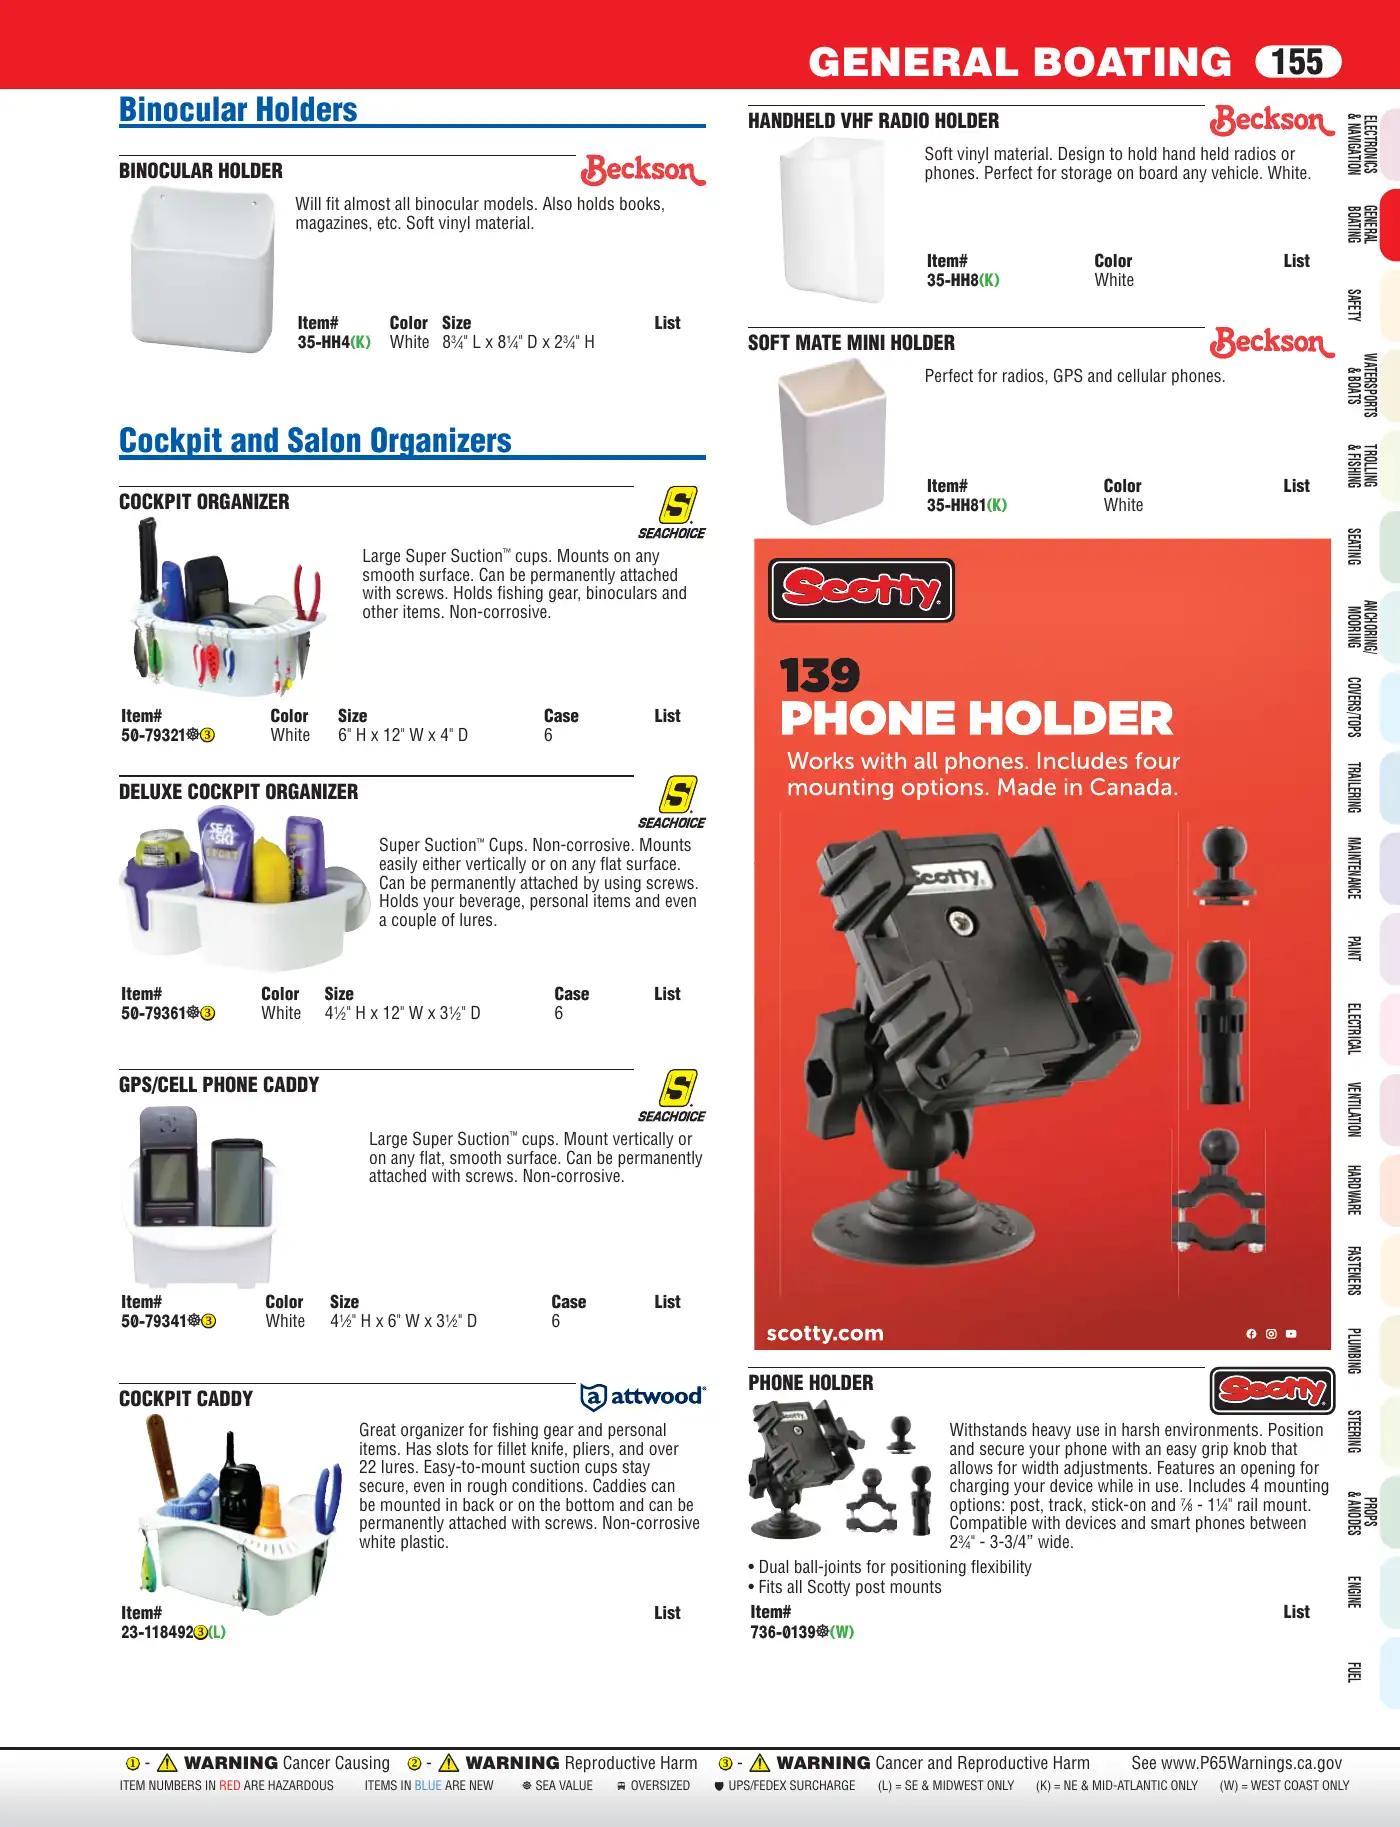 GENERAL BOATING 155
Binocular Holders
BINOCULAR HOLDER
Beckson
Will fit almost all binocular models. Also holds books,
magazines, etc. Soft vinyl material.
Item# Color Size List
35-HH4(K) White 8¾" L x 8¼" D x 2¾" H
Cockpit and Salon Organizers
COCKPIT ORGANIZER
S
SEACHOICE
Large Super Suction™ cups. Mounts on any
smooth surface. Can be permanently attached
with screws. Holds fishing gear, binoculars and
other items. Non-corrosive.
Item# Color Size Case List
50-79321 3 White 6" H x 12" W x 4" D 6
DELUXE COCKPIT ORGANIZER
S
SEACHOICE
SEA
&SKI
SPORT
Super Suction™ Cups. Non-corrosive. Mounts
easily either vertically or on any flat surface.
Can be permanently attached by using screws.
Holds your beverage, personal items and even
a couple of lures.
Item# Color Size Case List
50-79361 3 White 4½" H x 12" W x 3½" D 6
GPS/CELL PHONE CADDY
S
SEACHOICE
Large Super Suction™ cups. Mount vertically or
on any flat, smooth surface. Can be permanently
attached with screws. Non-corrosive.
Item# Color Size Case List
50-79341 3 White 4½" H x 6" W x 3½" D 6
COCKPIT CADDY
a attwood®
Great organizer for fishing gear and personal
items. Has slots for fillet knife, pliers, and over
22 lures. Easy-to-mount suction cups stay
secure, even in rough conditions. Caddies can
be mounted in back or on the bottom and can be
permanently attached with screws. Non-corrosive
white plastic.
Item# List
23-118492 3 (L)
HANDHELD VHF RADIO HOLDER
Beckson
Soft vinyl material. Design to hold hand held radios or
phones. Perfect for storage on board any vehicle. White.
Item# Color List
35-HH8(K) White
SOFT MATE MINI HOLDER
Beckson
Perfect for radios, GPS and cellular phones.
Item# Color List
35-HH81(K) White
Scotty®
139
PHONE HOLDER
Works with all phones. Includes four
mounting options. Made in Canada.
Scotty
scotty.com
PHONE HOLDER
Scotty
Withstands heavy use in harsh environments. Position
and secure your phone with an easy grip knob that
allows for width adjustments. Features an opening for
charging your device while in use. Includes 4 mounting
options: post, track, stick-on and ⅞ - 1¼" rail mount.
Compatible with devices and smart phones between
2¾" - 3-3/4” wide.
• Dual ball-joints for positioning flexibility
• Fits all Scotty post mounts
Item# List
736-0139 (W)
ELECTRONICS
& NAVIGATION
GENERAL
BOATING
SAFETY
WATERSPORTS
& BOATS
TROLLING
& FISHING
SEATING
ANCHORING/
MOORING
COVERS/TOPS
TRAILERING
MAINTENANCE
PAINT
ELECTRICAL
VENTILATION
HARDWARE
FASTENERS
PLUMBING
STEERING
PROPS
& ANODES
ENGINE
FUEL
1 - WARNING Cancer Causing 2 - WARNING Reproductive Harm 3 - WARNING Cancer and Reproductive Harm See www.P65Warnings.ca.gov
ITEM NUMBERS IN RED ARE HAZARDOUS ITEMS IN BLUE ARE NEW SEA VALUE OVERSIZED UPS/FEDEX SURCHARGE (L) = SE & MIDWEST ONLY (K) = NE & MID-ATLANTIC ONLY (W) = WEST COAST ONLY